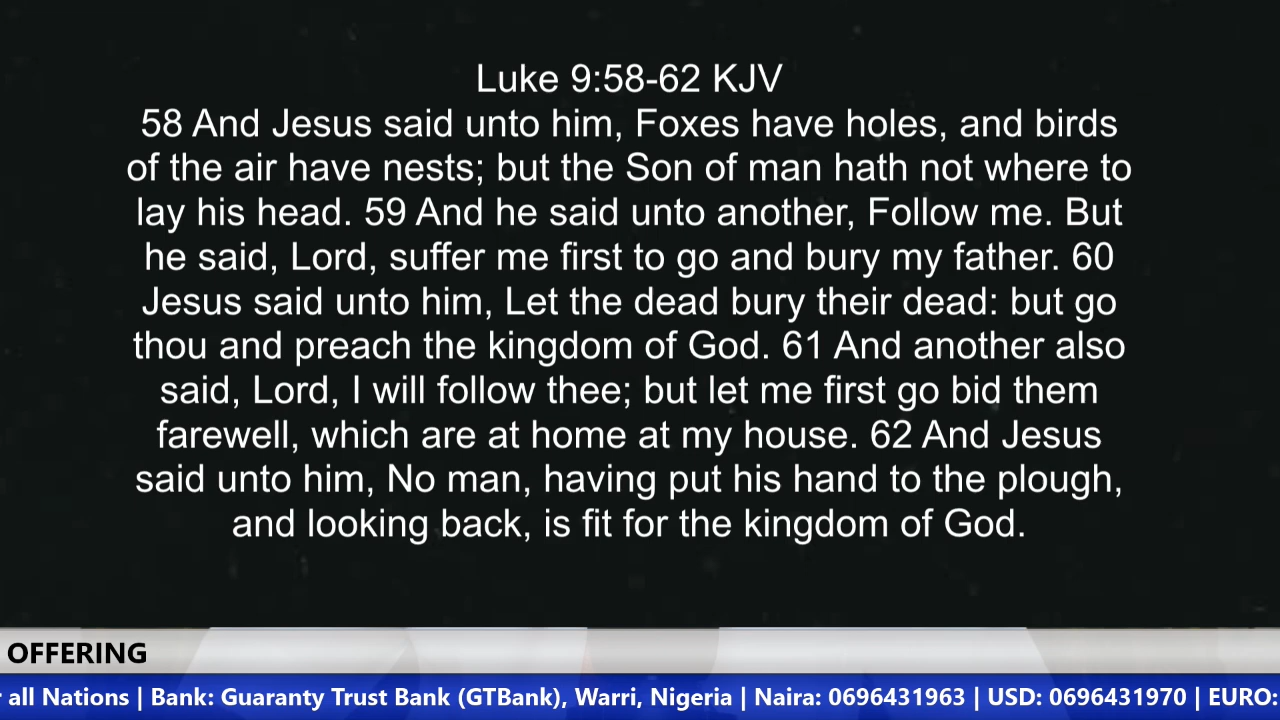 Luke 9:58-62 KJV
58 And Jesus said unto him, Foxes have holes, and birds
of the air have nests; but the Son of man hath not where to
lay his head. 59 And he said unto another, Follow me. But
he said, Lord, suffer me first to go and bury my father. 60
Jesus said unto him, Let the dead bury their dead: but go
thou and preach the kingdom of God. 61 And another also
said, Lord, I will follow thee; but let me first go bid them
farewell, which are at home at my house. 62 And Jesus
said unto him, No man, having put his hand to the plough,
and looking back, is fit for the kingdom of God.
OFFERING
all Nations | Bank: Guaranty Trust Bank (GTBank), Warri, Nigeria | Naira: 0696431963 | USD: 0696431970 | EURO: